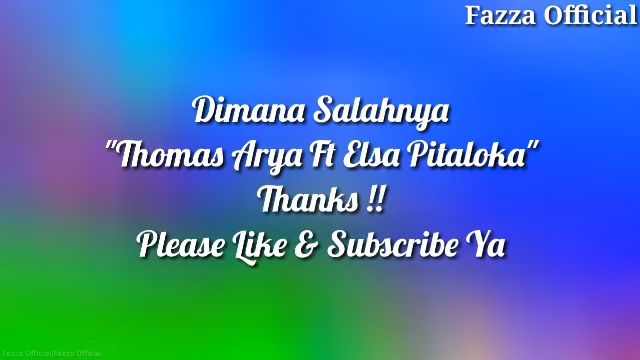 Fazza Official
Dimana Salahnya
"Thomas Arya Ft Elsa Pitaloka"
Thanks !!
Please Like & Subscribe Ya
Fazza Official|Fazza Official